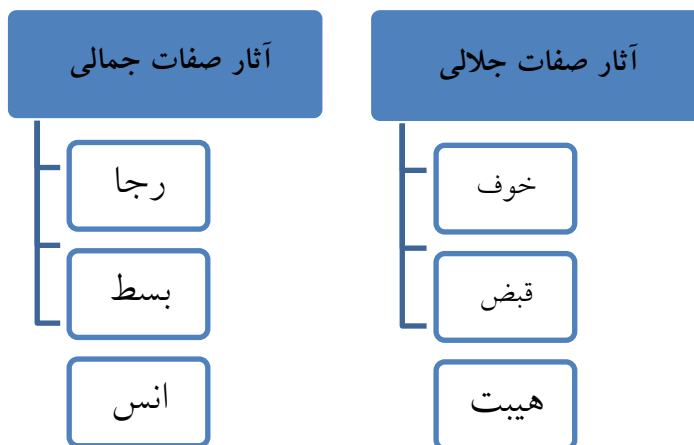 آثار صفات جلالی
خوف
قبض
هیبت
آثار صفات جمالی
رجا
بسط
انس